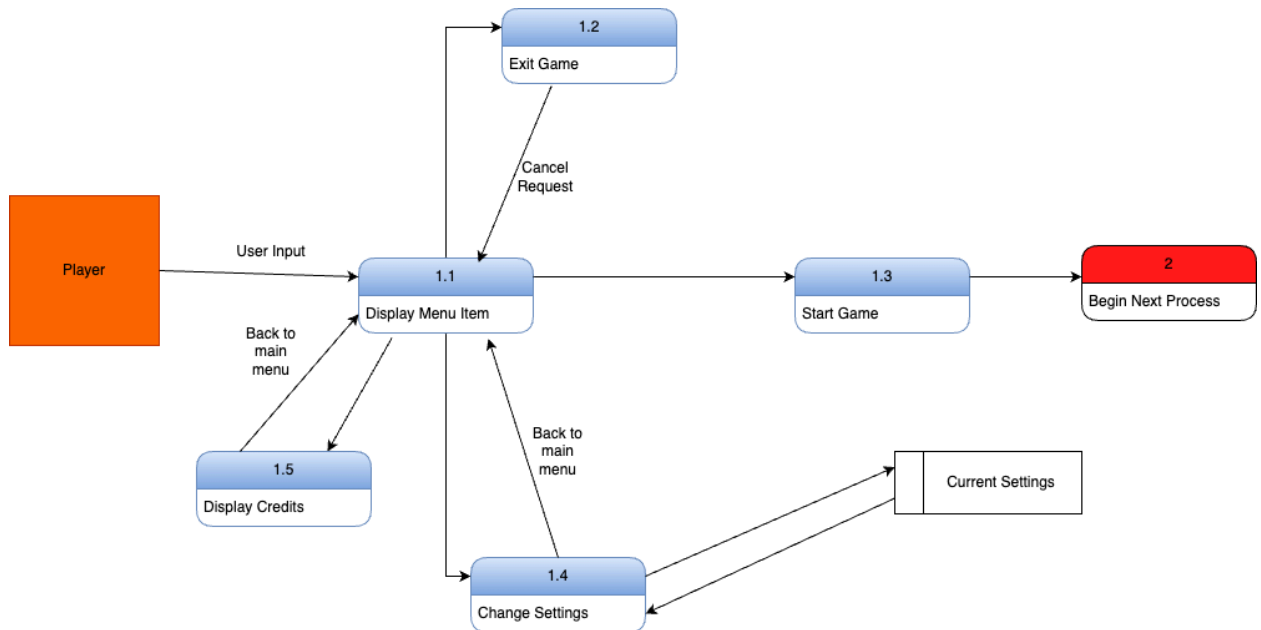 1.2
Exit Game
Cancel
Request
Player
User Input
1.1
Display Menu Item
1.3
Start Game
2
Begin Next Process
Back to
main
menu
1.5
Display Credits
Back to
main
menu
Current Settings
1.4
Change Settings